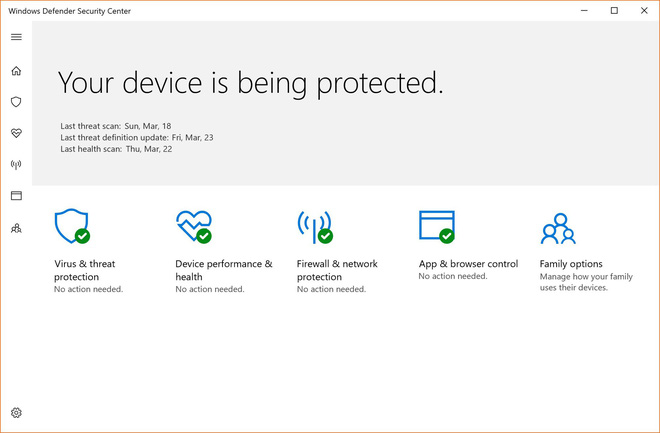 Windows Defender Security Center
Your device is being protected.
Last threat scan: Sun, Mar, 18
Last threat definition update: Fri, Mar, 23
Last health scan: Thu, Mar, 22
Virus & threat
protection
No action needed.
Device performance &
health
No action needed.
Firewall & network
protection
No action needed.
App & browser control
No action needed.
Family options
Manage how your family
uses their devices.